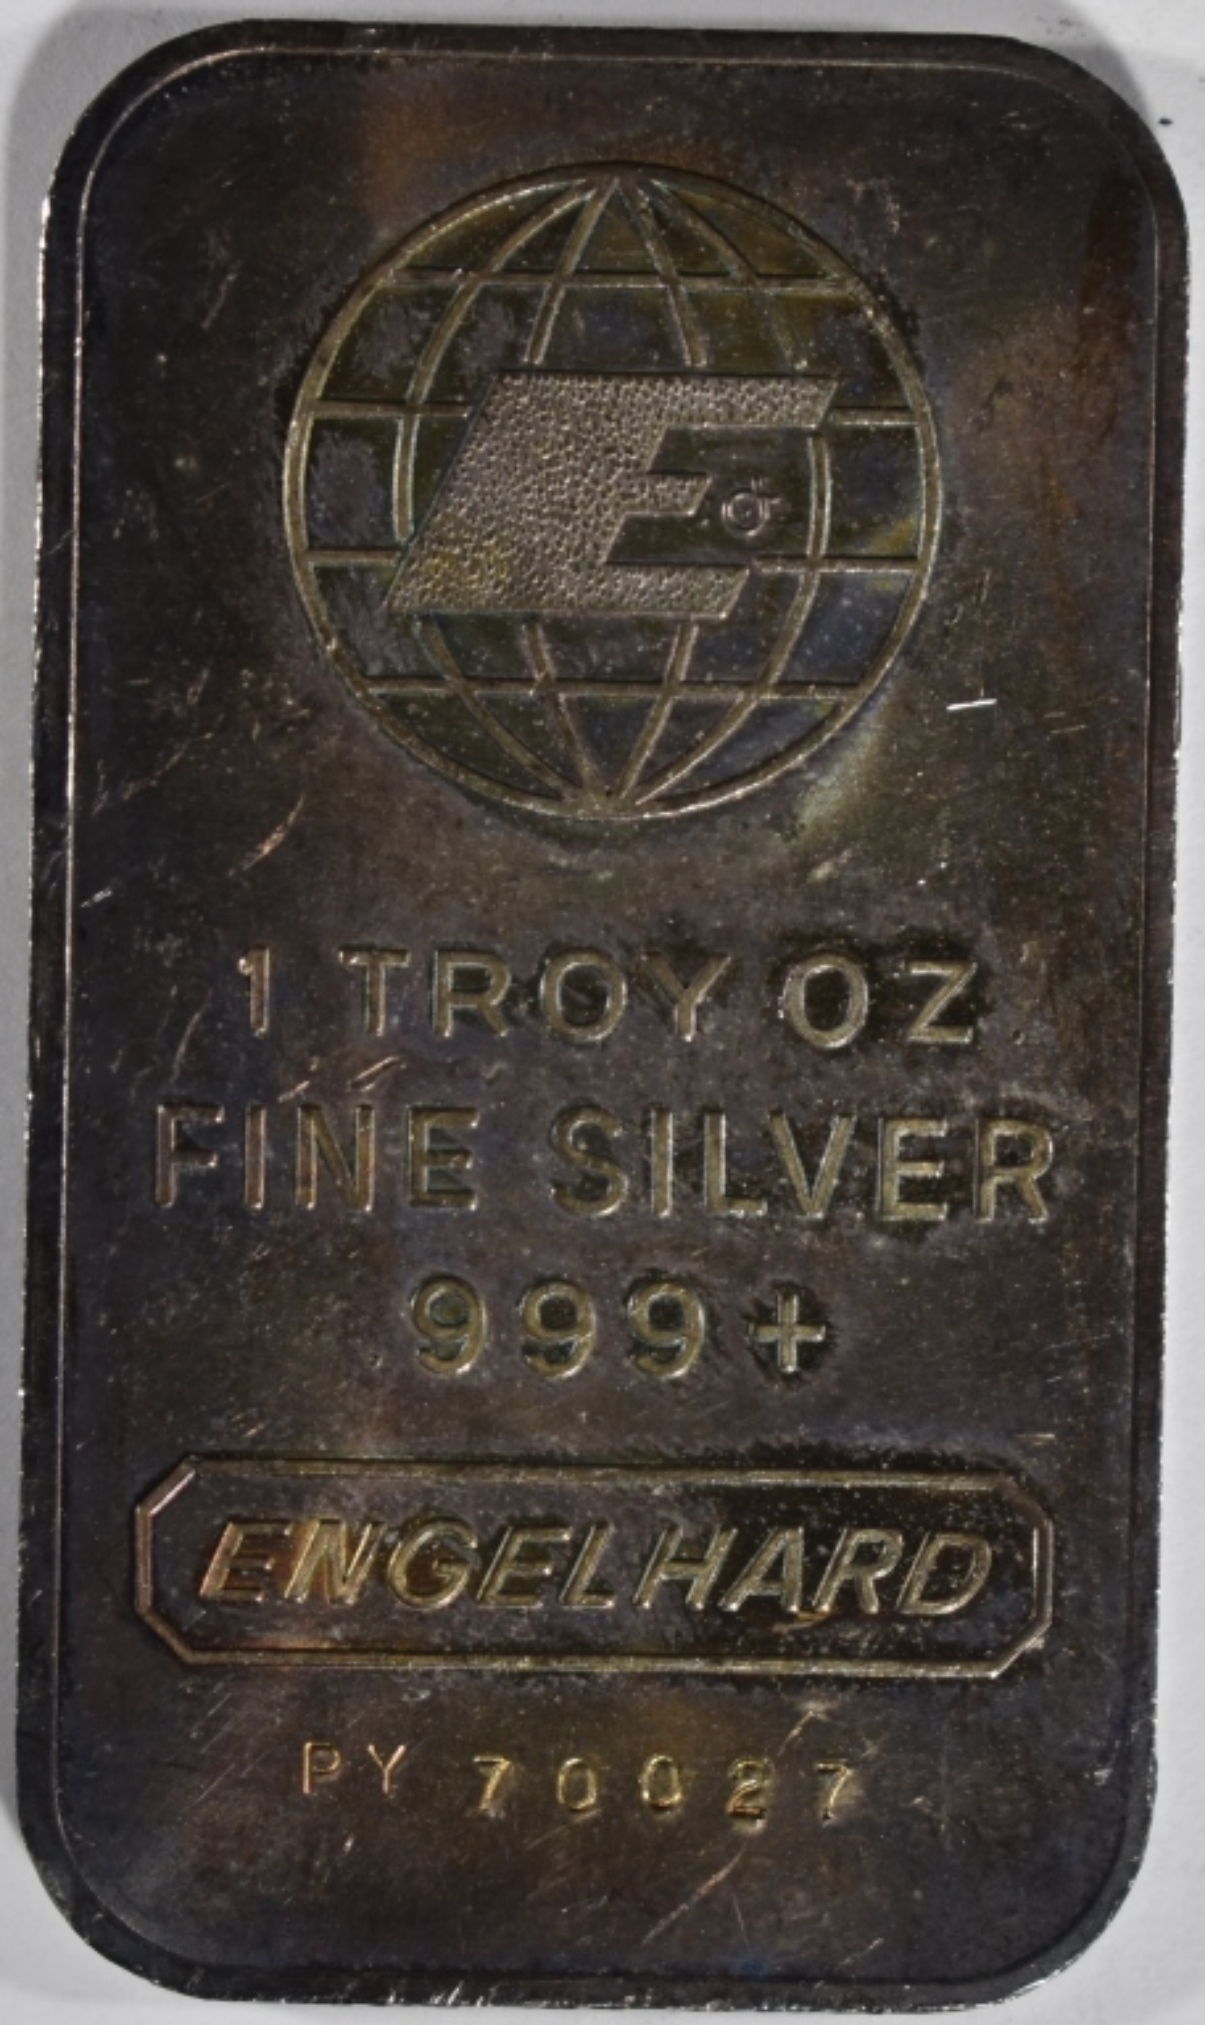 E
1 TROY OZ
FINE SILVER
999+
ENGELHARD
PY 70027